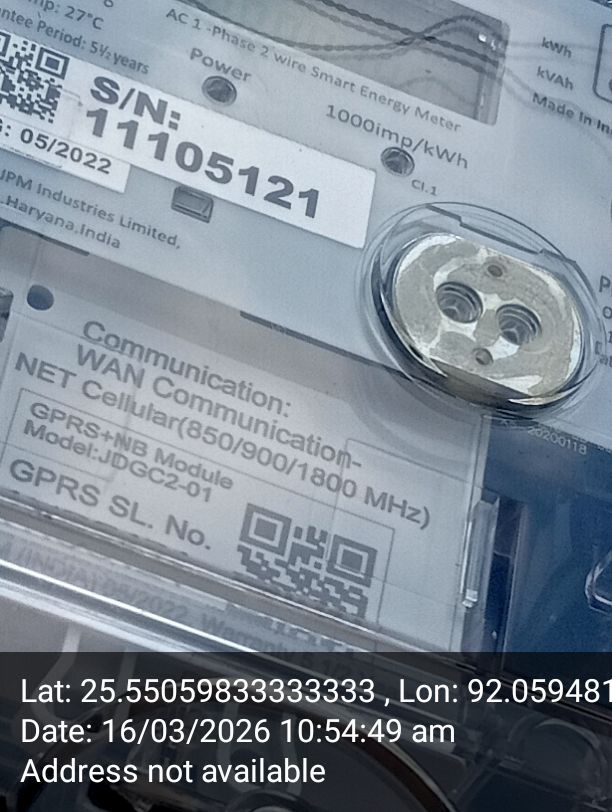 27°C
AC 1 -Phase 2 wire Smart Energy Meter
Period: 5½ years
Power
kWh
kVAh
Made In
S/N:
11105121
1000imp/kWh
Cl.1
05/2022
JPM Industries Limited,
Haryana,India
Communication:
WAN Communication-
NET Cellular(850/900/1800 MHz)
GPRS+NB Module
Model:JDGC2-01
GPRS SL. No.
20200118
Lat: 25.55059833333333 , Lon: 92.059481
Date: 16/03/2026 10:54:49 am
Address not available